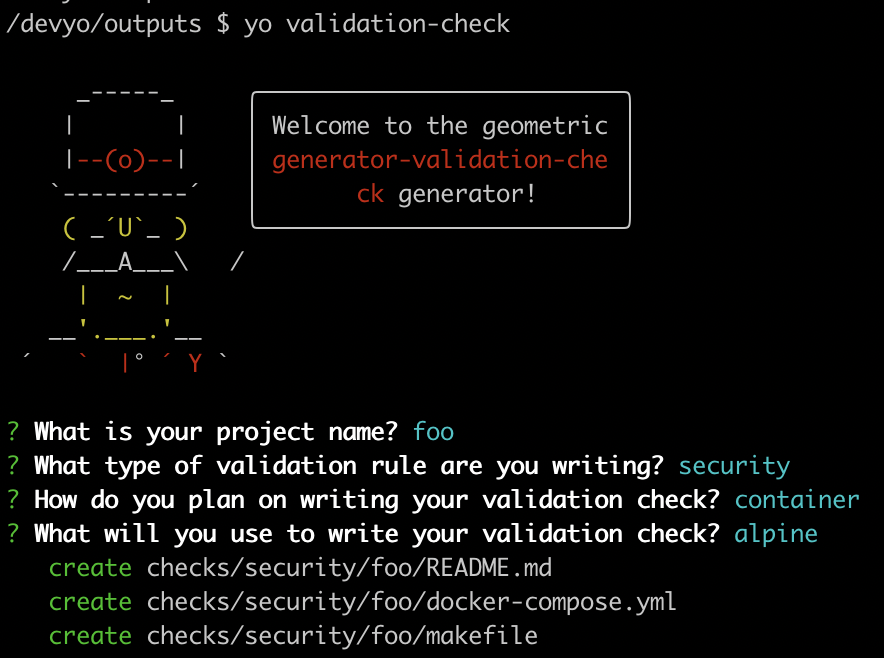 /devyo/outputs $ yo validation-check
     _-----_
    |       |
    |--(o)--|
   `---------´
    ( _´U`_ )
    /___A___\   /
     |  ~  |
   __'.___.'__
 ´   `  |° ´ Y `
Welcome to the geometric
generator-validation-che
ck generator!
? What is your project name? foo
? What type of validation rule are you writing? security
? How do you plan on writing your validation check? container
? What will you use to write your validation check? alpine
   create checks/security/foo/README.md
   create checks/security/foo/docker-compose.yml
   create checks/security/foo/makefile